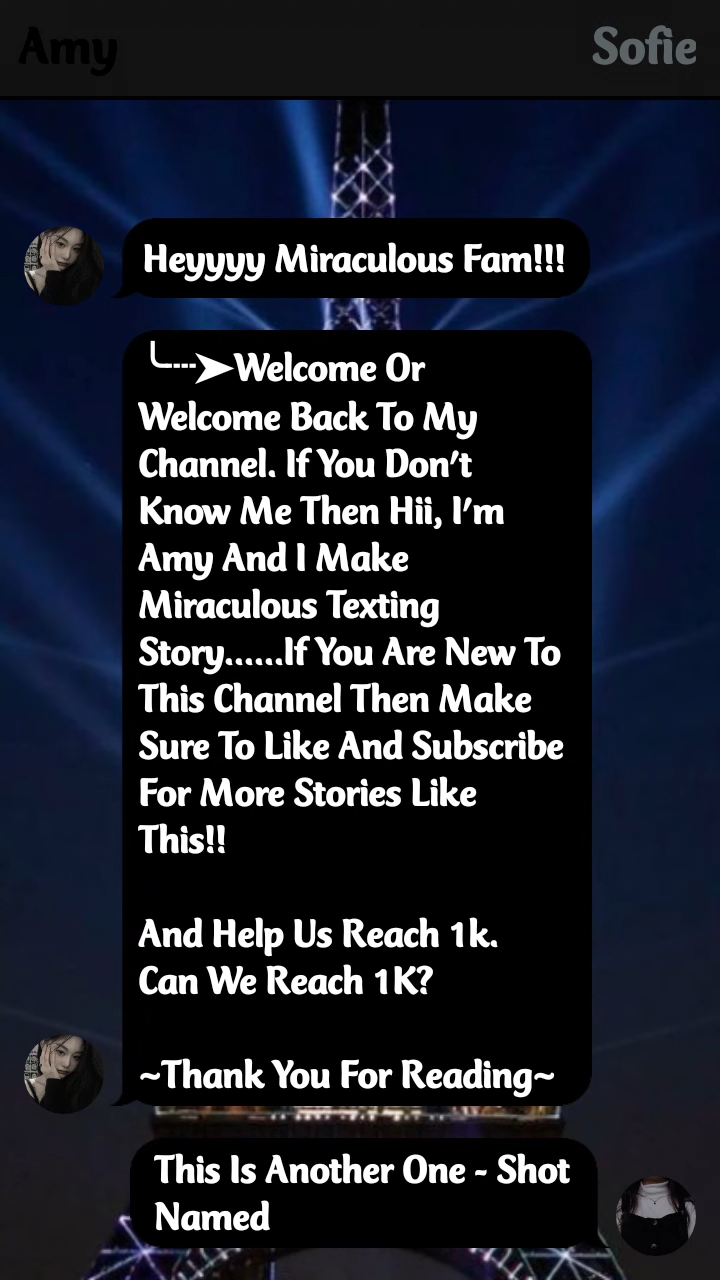 Amy
Sofie
Heyyyy Miraculous Fam!!!
╰┈➤Welcome Or
Welcome Back To My
Channel. If You Don't
Know Me Then Hii, I'm
Amy And I Make
Miraculous Texting
Story......If You Are New To
This Channel Then Make
Sure To Like And Subscribe
For More Stories Like
This!!
And Help Us Reach 1k.
Can We Reach 1K?
~Thank You For Reading~
This Is Another One - Shot
Named